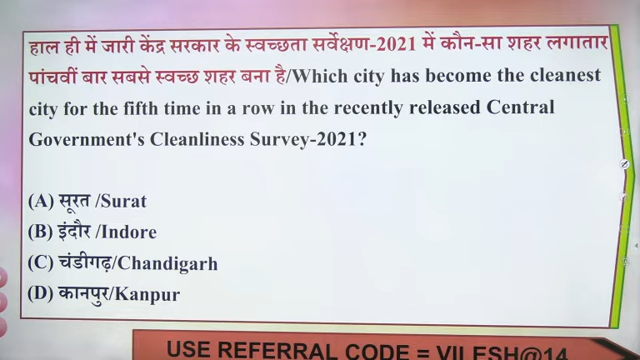 हाल ही में जारी केंद्र सरकार के स्वच्छता सर्वेक्षण-2021 में कौन-सा शहर लगातार
पांचवीं बार सबसे स्वच्छ शहर बना है/Which city has become the cleanest
city for the fifth time in a row in the recently released Central
Government's Cleanliness Survey-2021?
(A) सूरत /Surat
(B) इंदौर /Indore
(C) चंडीगढ़/Chandigarh
(D) कानपुर/Kanpur
USE REFERRAL CODE = VILESH@14